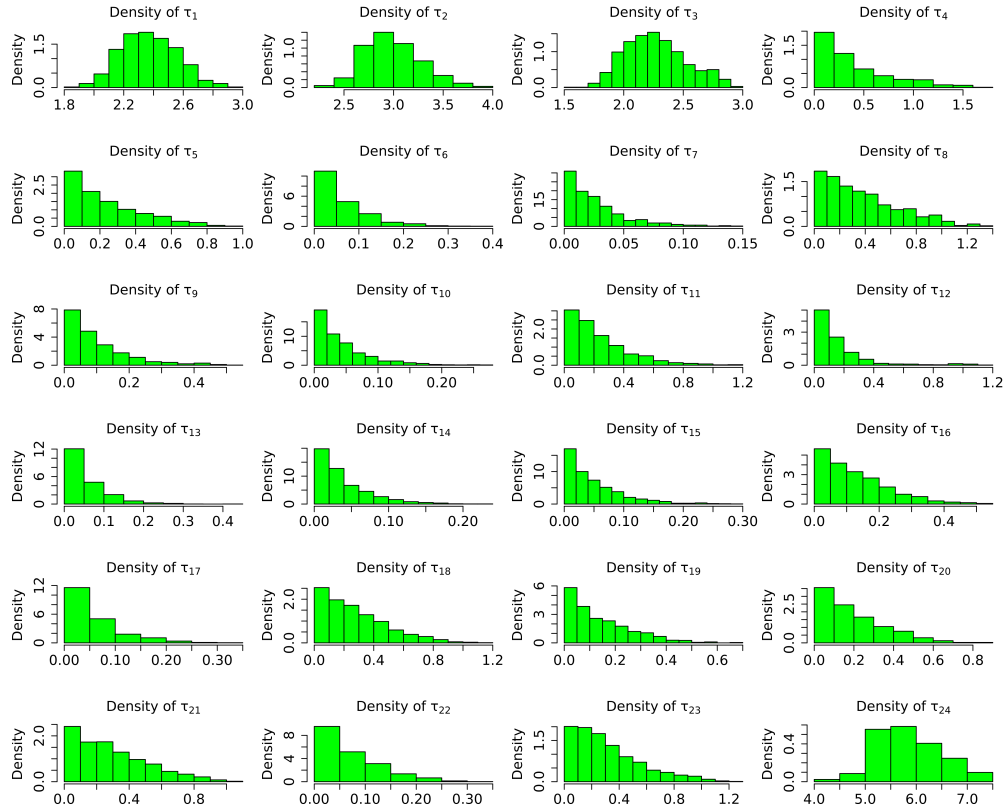 Density of τ1 Density of τ2 Density of τ3 Density of τ4
Density Density Density Density
0.0 1.5 0.0 1.0 0.0 1.0 0.0 1.5
1.8 2.2 2.6 3.0 2.5 3.0 3.5 4.0 1.5 2.0 2.5 3.0 0.0 0.5 1.0 1.5
Density of τ5 Density of τ6 Density of τ7 Density of τ8
Density Density Density Density
0.0 2.5 0 6 0 15 0.0 1.5
0.0 0.2 0.4 0.6 0.8 1.0 0.0 0.1 0.2 0.3 0.4 0.00 0.05 0.10 0.15 0.0 0.4 0.8 1.2
Density of τ9 Density of τ10 Density of τ11 Density of τ12
Density Density Density Density
0 4 8 0 10 0.0 2.0 0 3
0.0 0.2 0.4 0.00 0.10 0.20 0.0 0.4 0.8 1.2 0.0 0.4 0.8 1.2
Density of τ13 Density of τ14 Density of τ15 Density of τ16
Density Density Density Density
0 6 12 0 10 0 10 0 3
0.0 0.1 0.2 0.3 0.4 0.00 0.10 0.20 0.00 0.10 0.20 0.30 0.0 0.2 0.4
Density of τ17 Density of τ18 Density of τ19 Density of τ20
Density Density Density Density
0 6 12 0.0 2.0 0 3 6 0.0 2.5
0.00 0.10 0.20 0.30 0.0 0.4 0.8 1.2 0.0 0.2 0.4 0.6 0.0 0.2 0.4 0.6 0.8
Density of τ21 Density of τ22 Density of τ23 Density of τ24
Density Density Density Density
0.0 2.0 0 4 8 0.0 1.5 0.0 0.4
0.0 0.4 0.8 0.00 0.10 0.20 0.30 0.0 0.4 0.8 1.2 4.0 5.0 6.0 7.0